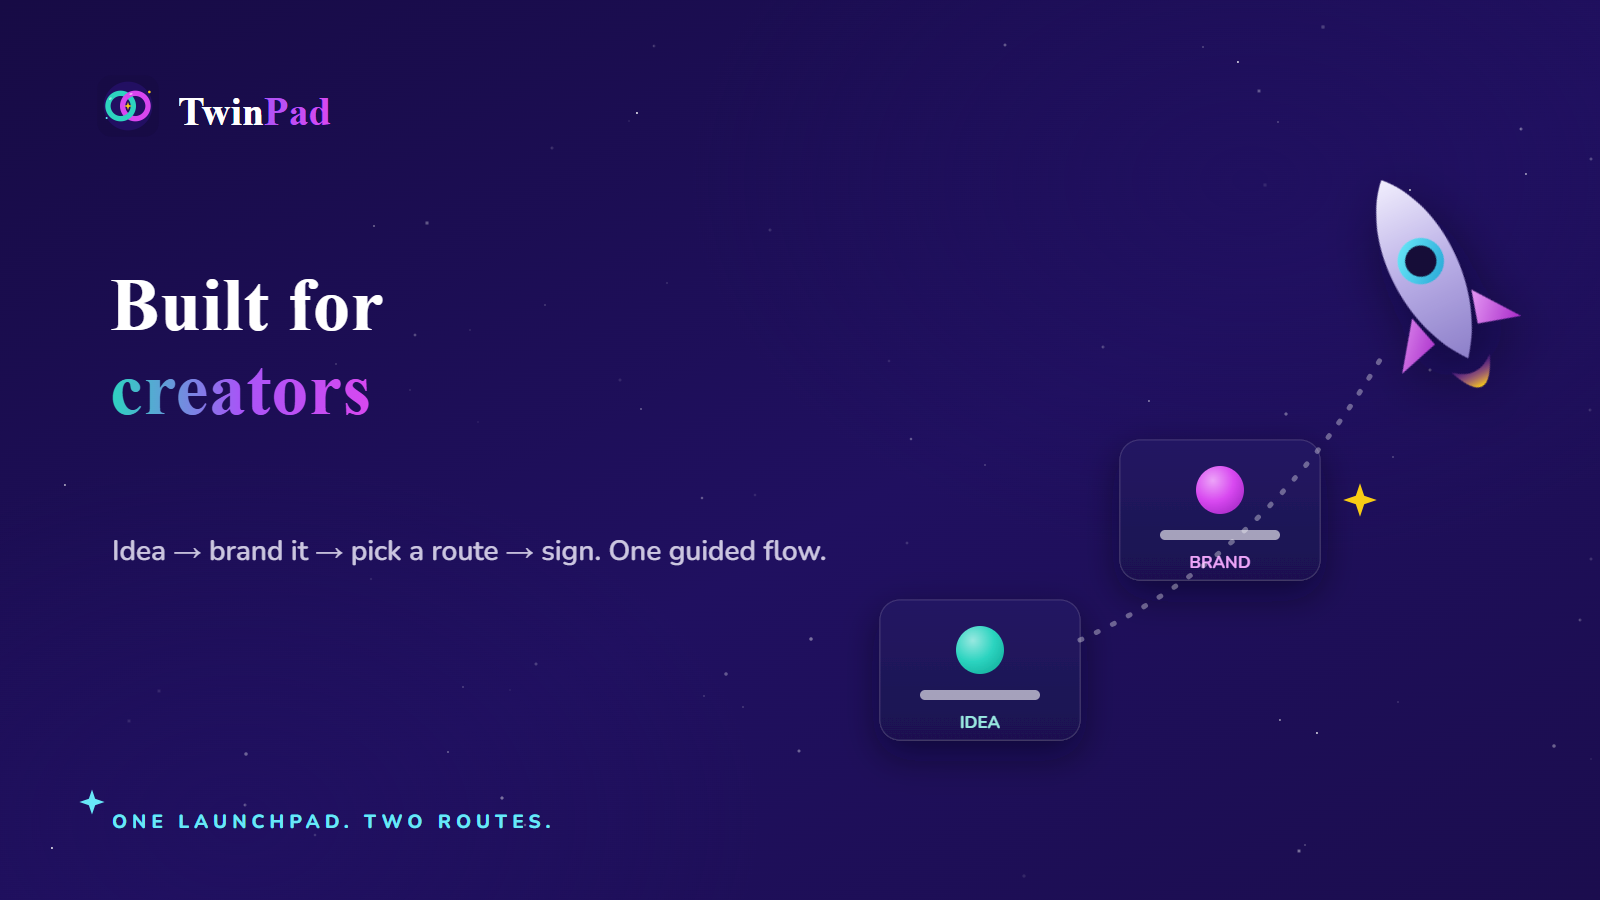 TwinPad
Built for
creators
Idea → brand it → pick a route → sign. One guided flow.
BRAND
IDEA
ONE LAUNCHPAD. TWO ROUTES.